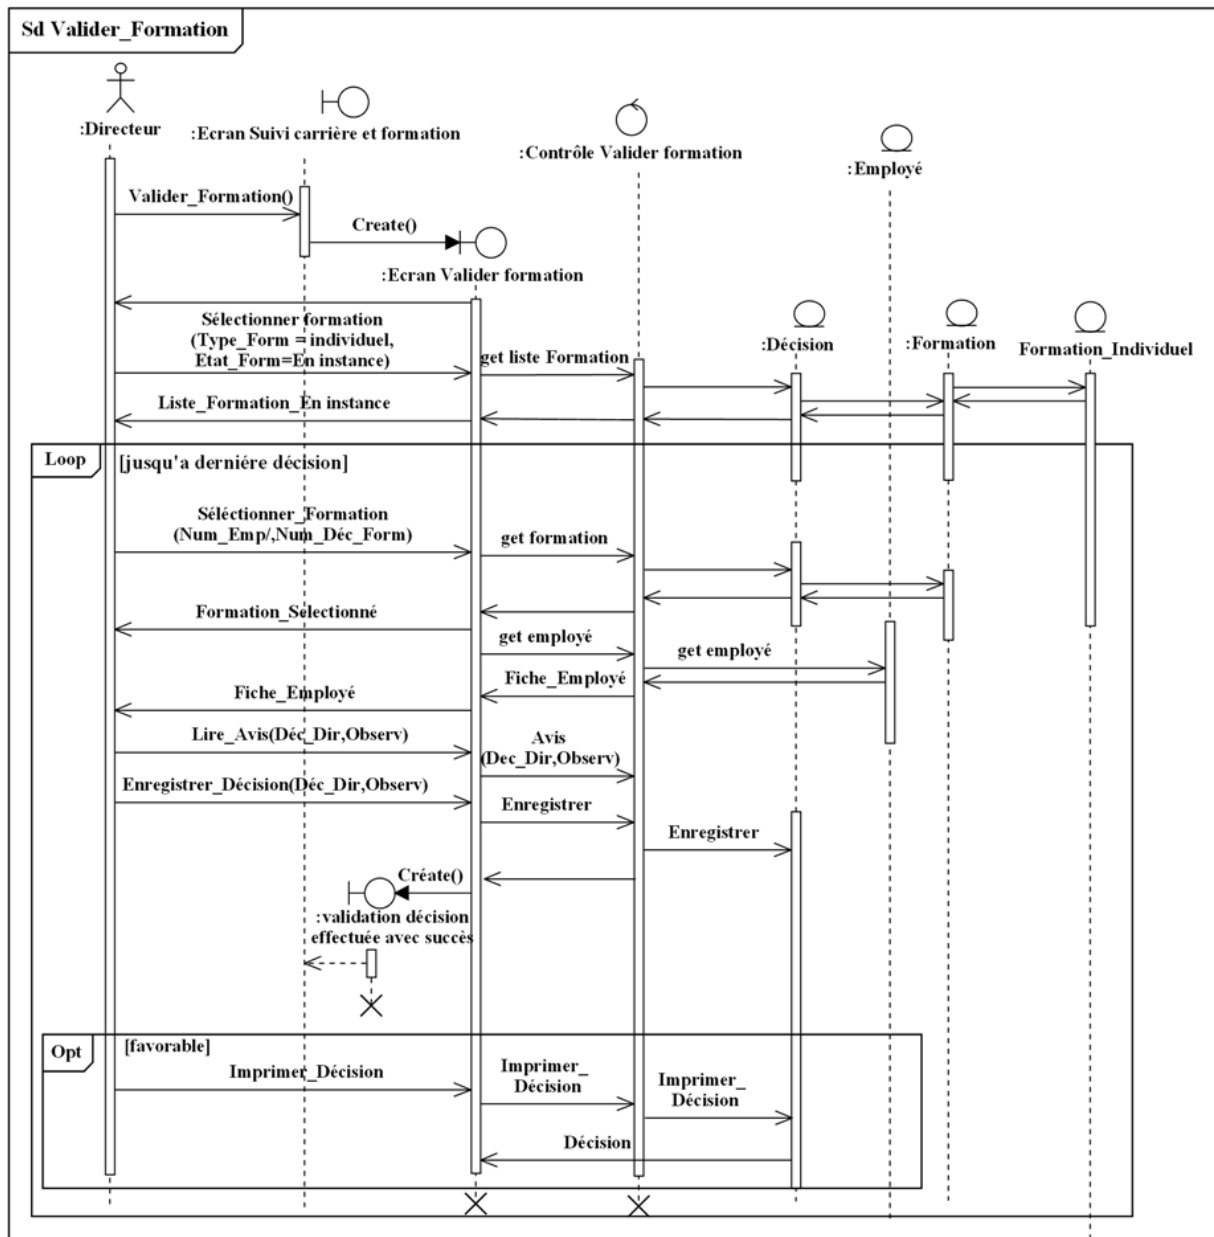 Sd Valider_Formation
:Directeur
:Ecran Suivi carrière et formation
:Contrôle Valider formation
:Employé
Valider_Formation()
Create()
:Ecran Valider formation
Sélectionner formation
(Type_Form = individuel,
Etat_Form=En instance)
get liste Formation
:Décision
:Formation
Formation_Individuel
Liste_Formation_En instance
Loop
[jusqu'a derniére décision]
Séléctionner_Formation
(Num_Emp/,Num_Déc_Form)
get formation
Formation_Selectionné
get employé
get employé
Fiche_Employé
Fiche_Employé
Lire_Avis(Déc_Dir,Observ)
Avis
(Dec_Dir,Observ)
Enregistrer_Décision(Déc_Dir,Observ)
Enregistrer
Enregistrer
Créate()
:validation décision
effectuée avec succès
Opt
[favorable]
Imprimer_Décision
Imprimer_
Décision
Imprimer_
Décision
Décision